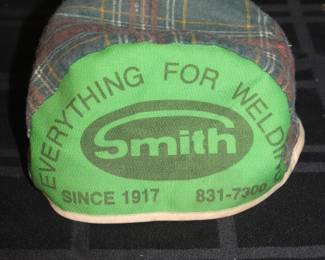 EVERYTHING FOR WELDING
Smith
SINCE 1917 831-7300